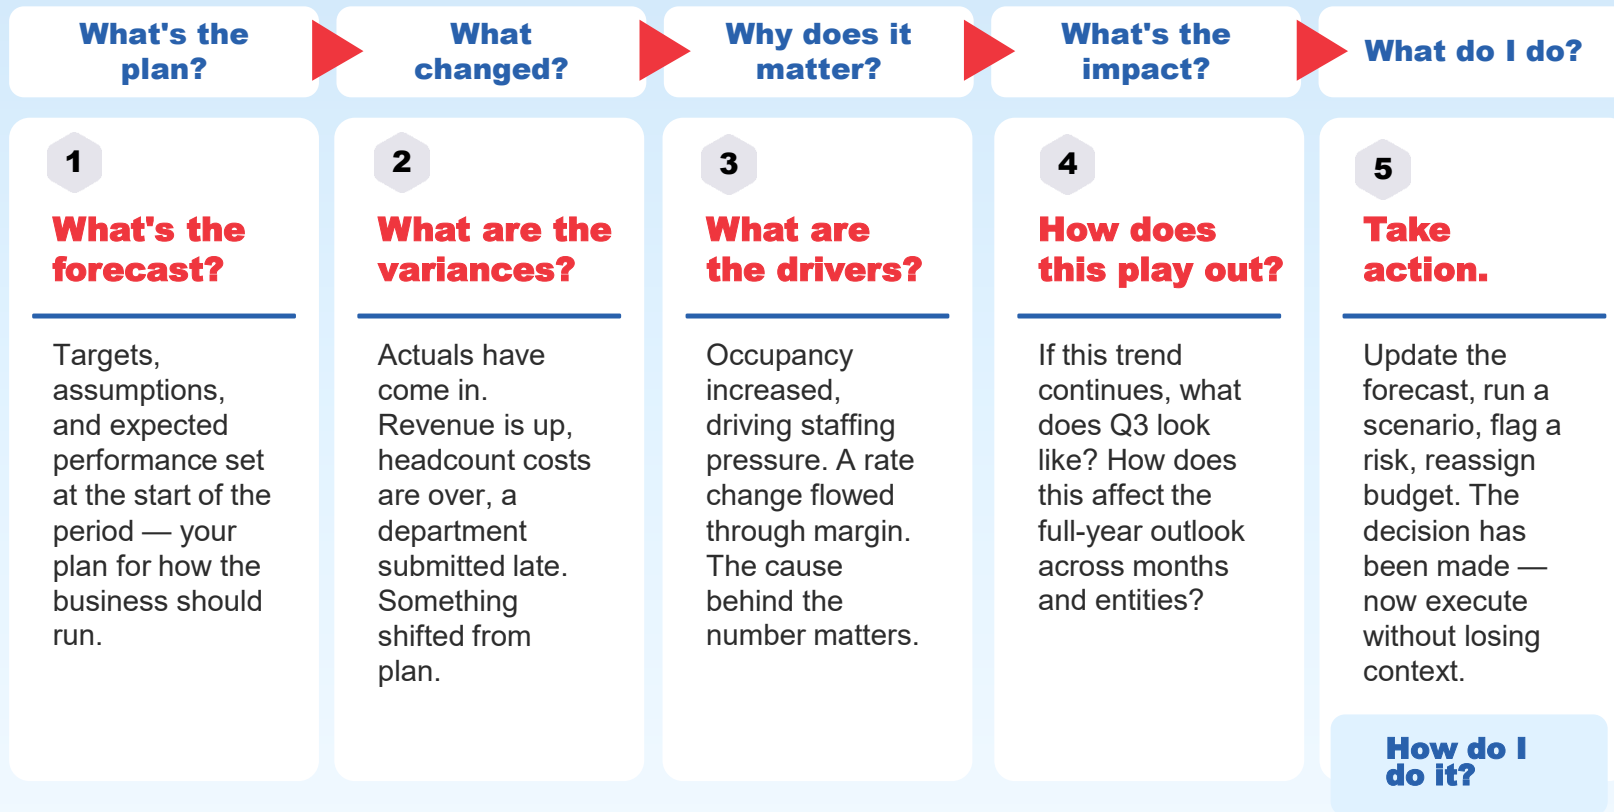 What's the
plan?
What
changed?
Why does it
matter?
What's the
impact?
What do I do?
1
What's the
forecast?
Targets,
assumptions,
and expected
performance set
at the start of the
period — your
plan for how the
business should
run.
2
What are the
variances?
Actuals have
come in.
Revenue is up,
headcount costs
are over, a
department
submitted late.
Something
shifted from
plan.
3
What are
the drivers?
Occupancy
increased,
driving staffing
pressure. A rate
change flowed
through margin.
The cause
behind the
number matters.
4
How does
this play out?
If this trend
continues, what
does Q3 look
like? How does
this affect the
full-year outlook
across months
and entities?
5
Take
action.
Update the
forecast, run a
scenario, flag a
risk, reassign
budget. The
decision has
been made —
now execute
without losing
context.
How do I
do it?